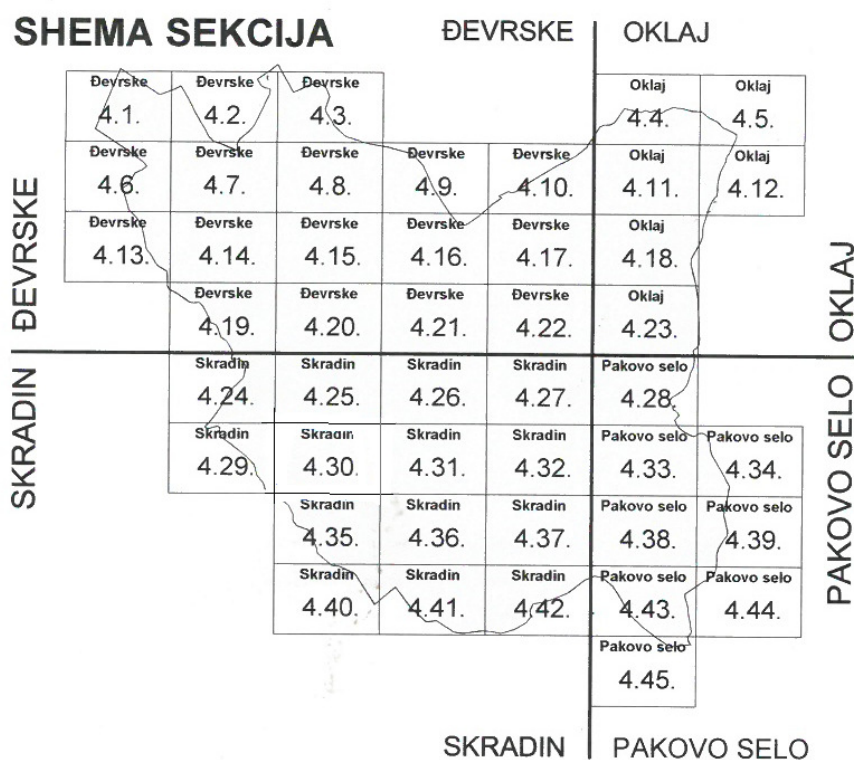 SHEMA SEKCIJA
ĐEVRSKE OKLAJ
Đevrske Đevrske Đevrske Oklaj Oklaj
4.1. 4.2. 4.3. 4.4. 4.5.
Đevrske Đevrske Đevrske Đevrske Đevrske Oklaj Oklaj
4.6. 4.7. 4.8. 4.9. 4.10. 4.11. 4.12.
Đevrske Đevrske Đevrske Đevrske Đevrske Oklaj
4.13. 4.14. 4.15. 4.16. 4.17. 4.18.
Đevrske Đevrske Đevrske Đevrske Oklaj
4.19. 4.20. 4.21. 4.22. 4.23.
Skradin Skradin Skradin Skradin Pakovo selo
4.24. 4.25. 4.26. 4.27. 4.28.
Skradin Skradin Skradin Skradin Pakovo selo Pakovo selo
4.29. 4.30. 4.31. 4.32. 4.33. 4.34.
Skradin Skradin Skradin Pakovo selo Pakovo selo
4.35. 4.36. 4.37. 4.38. 4.39.
Skradin Skradin Skradin Pakovo selo Pakovo selo
4.40. 4.41. 4.42. 4.43. 4.44.
Pakovo selo
4.45.
ĐEVRSKE
SKRADIN
OKLAJ
PAKOVO SELO
SKRADIN PAKOVO SELO